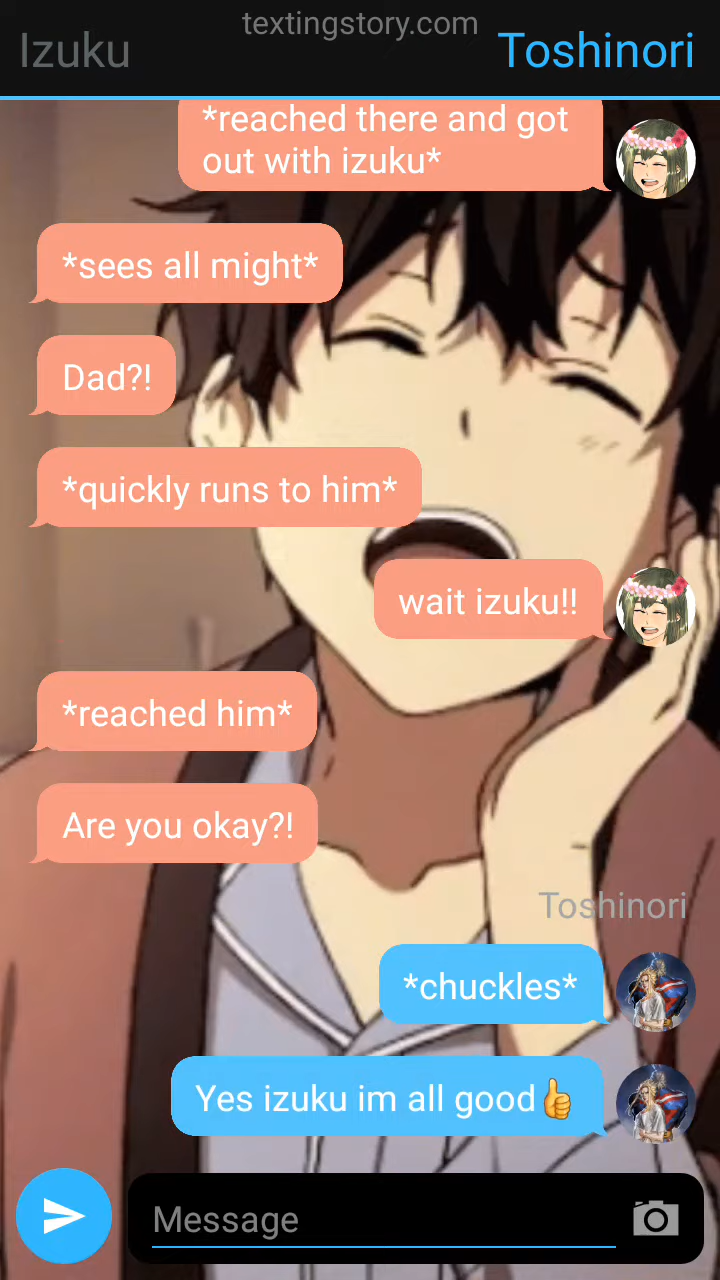 textingstory.com
Izuku
Toshinori
*reached there and got
out with izuku*
*sees all might*
Dad?!
*quickly runs to him*
wait izuku!!
*reached him*
Are you okay?!
Toshinori
*chuckles*
Yes izuku im all good👍
Message